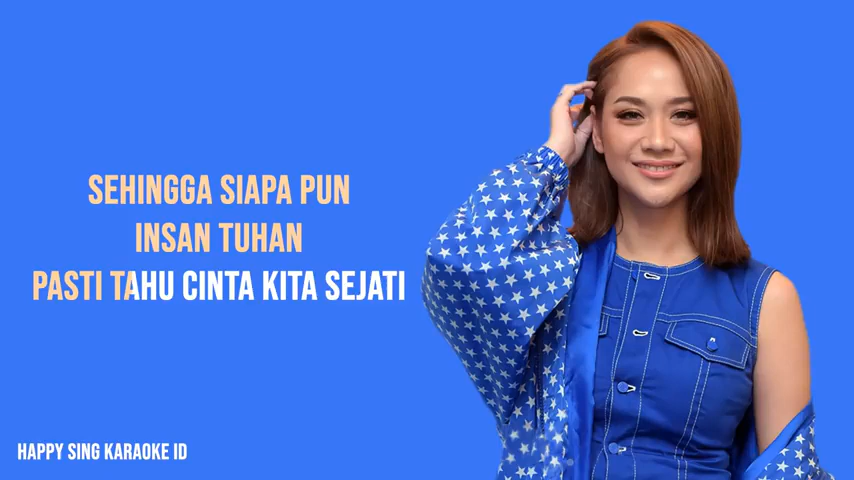 SEHINGGA SIAPA PUN
INSAN TUHAN
PASTI TAHU CINTA KITA SEJATI
HAPPY SING KARAOKE ID